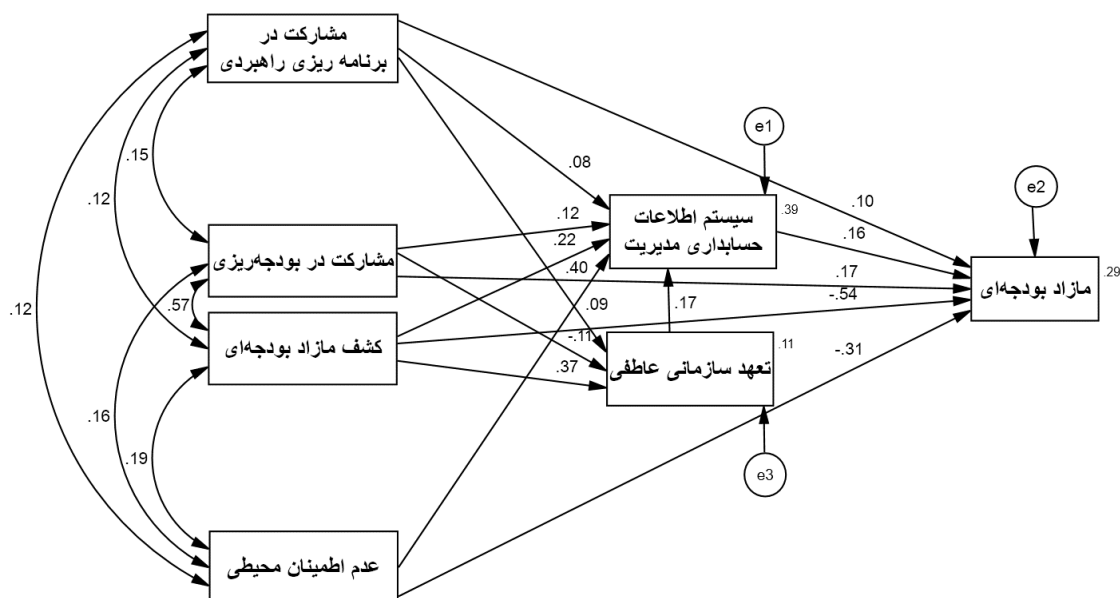 مشارکت در
برنامه ریزی راهبردی
e1
.15
.08
e2
.12
.10
.12
سیستم اطلاعات
حسابداری مدیریت
.39
.22
.16
مشارکت در بودجه‌ریزی
.40
.17
مازاد بودجه‌ای
.29
.57
-.54
.12
.09
.17
کشف مازاد بودجه‌ای
-.11
تعهد سازمانی عاطفی
.11
-.31
.37
.16
.19
e3
عدم اطمینان محیطی